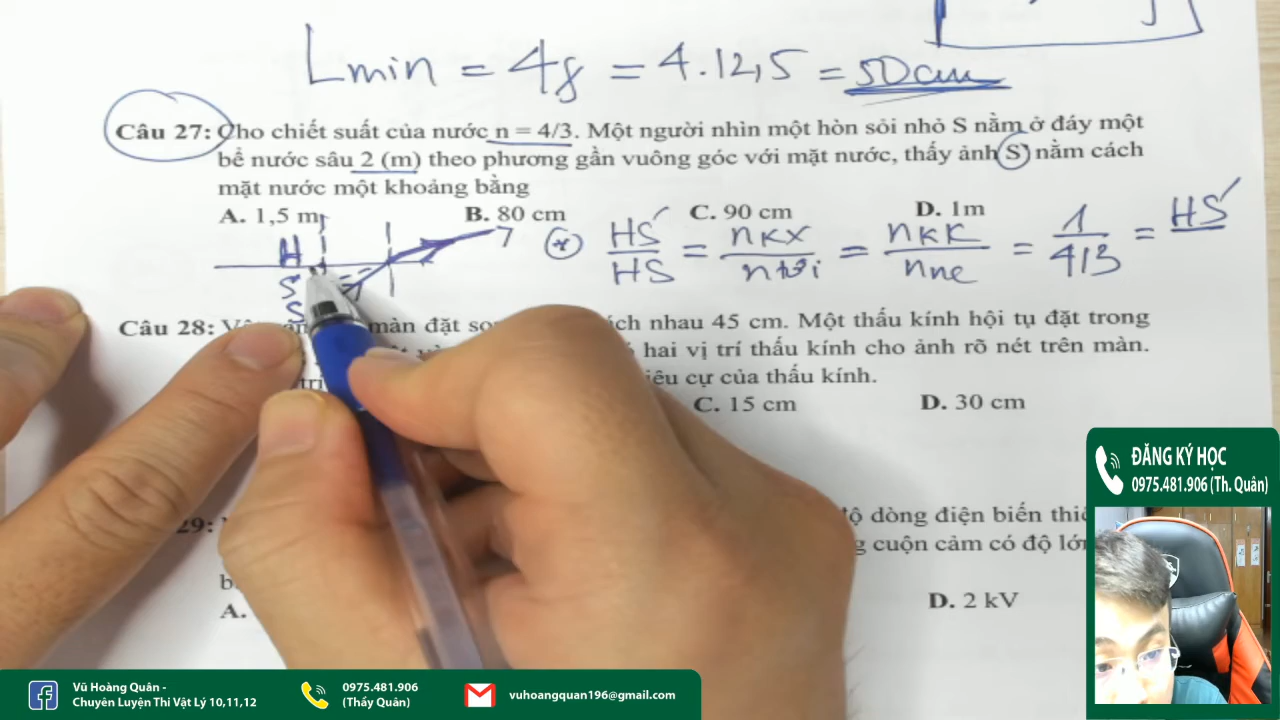 Lmin = 4f = 4.12,5 = 50cm
Câu 27: Cho chiết suất của nước n = 4/3. Một người nhìn một hòn sỏi nhỏ S nằm ở đáy một
bể nước sâu 2 (m) theo phương gần vuông góc với mặt nước, thấy ảnh S' nằm cách
mặt nước một khoảng bằng
A. 1,5 m
B. 80 cm
C. 90 cm
D. 1m
H
S'
S
HS'/HS = nкx/ntới = nкк/nnc = 1/4/3 = HS'
Câu 28:
màn đặt
ách nhau 45 cm. Một thấu kính hội tụ đặt trong
hai vị trí thấu kính cho ảnh rõ nét trên màn.
tiêu cự của thấu kính.
C. 15 cm
D. 30 cm
29:
độ dòng điện biến
cuộn cảm có độ
A.
D. 2 kV
ĐĂNG KÝ HỌC
0975.481.906 (Th. Quân)
Vũ Hoàng Quân -
Chuyên Luyện Thi Vật Lý 10,11,12
0975.481.906
(Thầy Quân)
vuhoangquan196@gmail.com